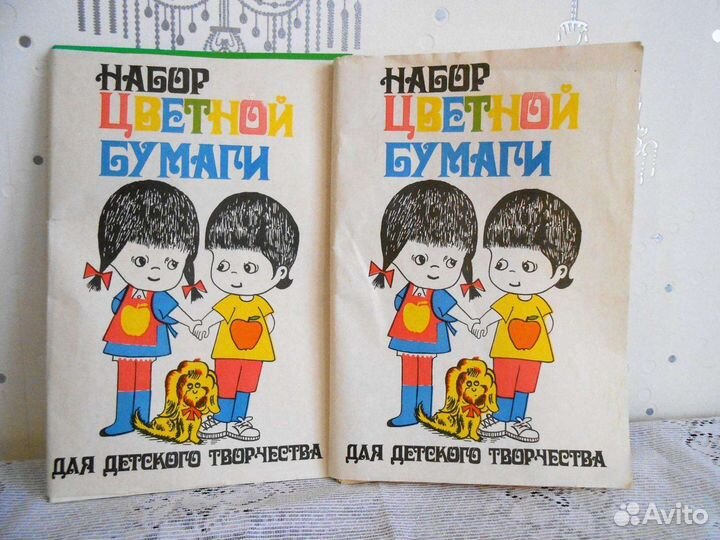 НАБОР
ЦВЕТНОЙ
БУМАГИ
ДЛЯ ДЕТСКОГО ТВОРЧЕСТВА
НАБОР
ЦВЕТНОЙ
БУМАГИ
ДЛЯ ДЕТСКОГО ТВОРЧЕСТВА
Avito